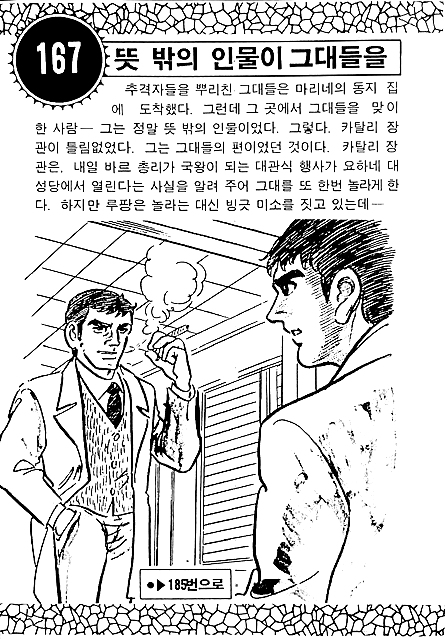 167
뜻 밖의 인물이 그대들을
추격자들을 뿌리친 그대들은 마리네의 동지 집
에 도착했다. 그런데 그 곳에서 그대들을 맞이
한 사람— 그는 정말 뜻 밖의 인물이었다. 그렇다. 카탈리 장
관이 틀림없었다. 그는 그대들의 편이었던 것이다. 카탈리 장
관은, 내일 바르 총리가 국왕이 되는 대관식 행사가 요하네 대
성당에서 열린다는 사실을 알려 주어 그대를 또 한번 놀라게 한
다. 하지만 루팡은 놀라는 대신 빙긋 미소를 짓고 있는데—
●▶185번으로